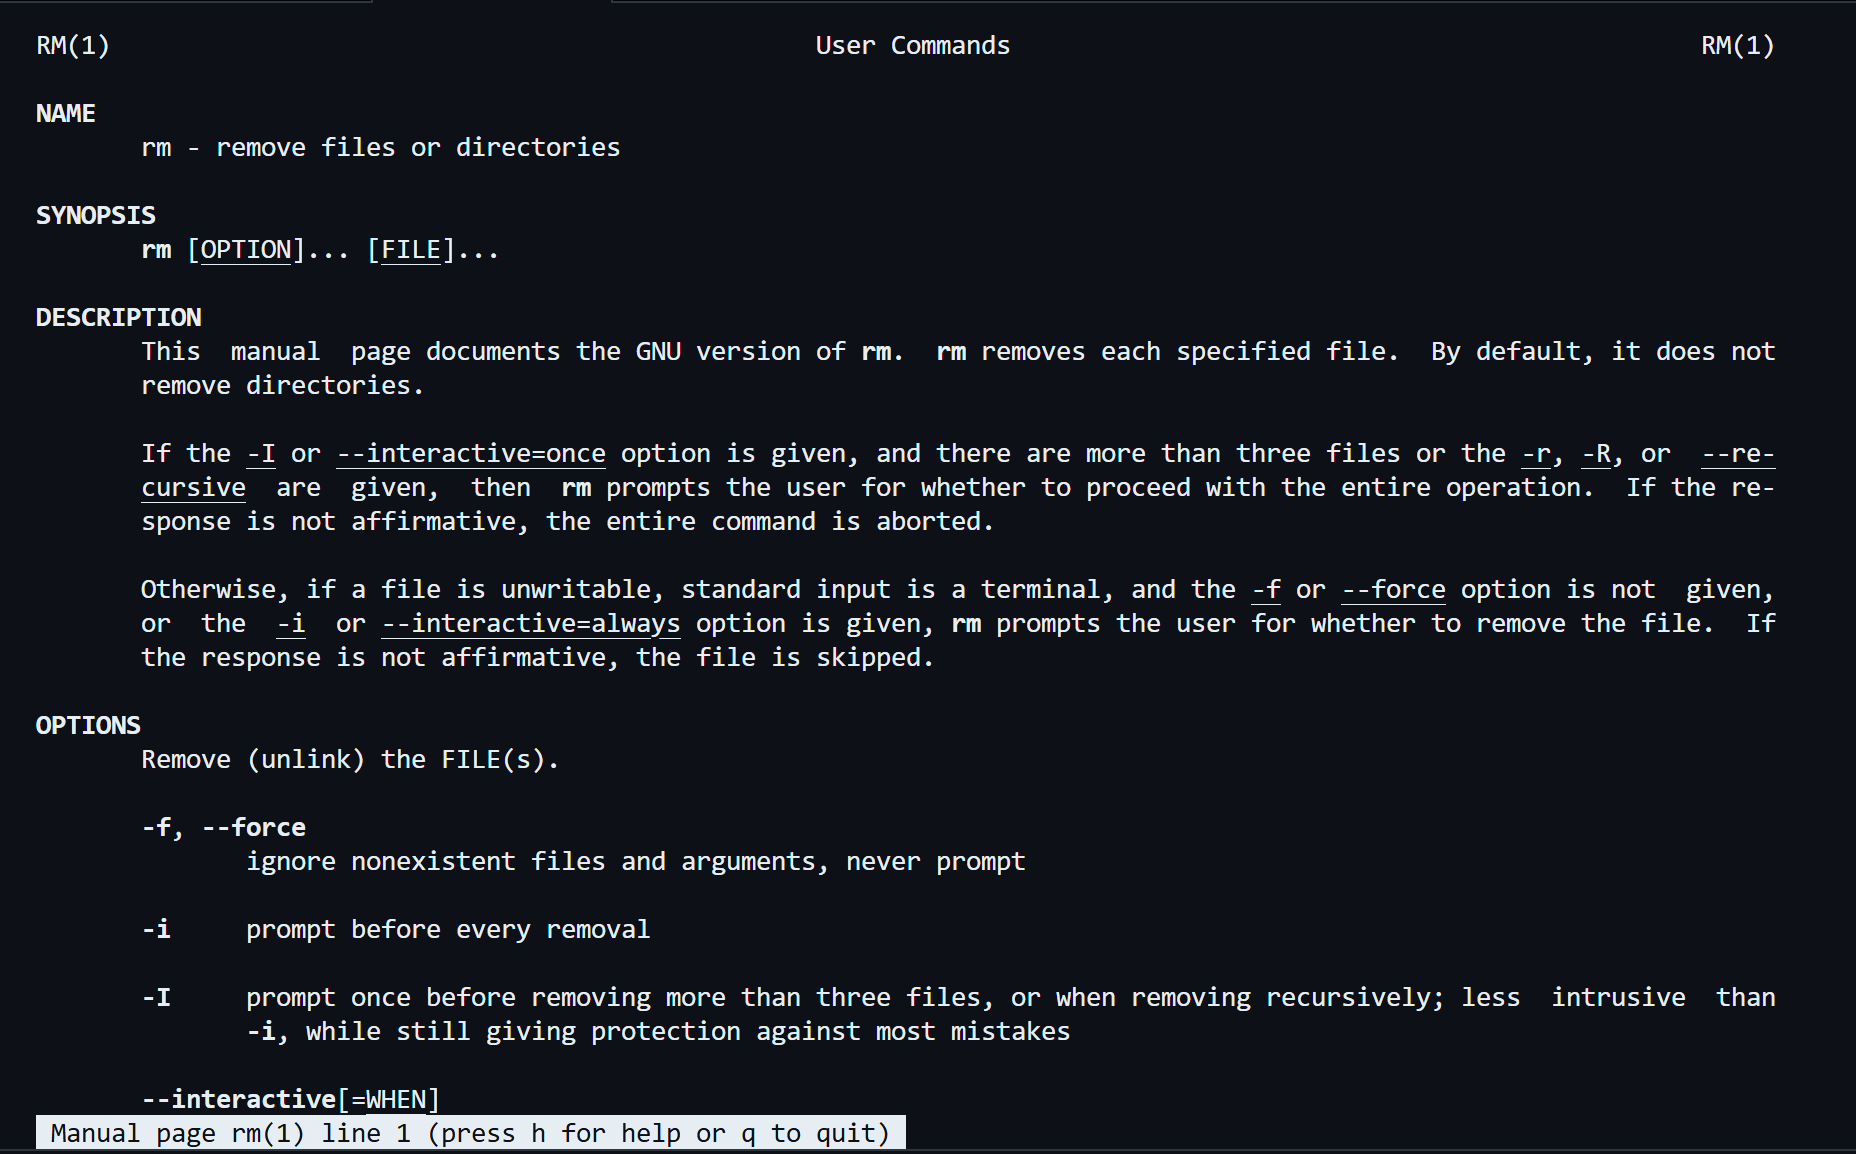 RM(1) User Commands RM(1)
NAME
rm - remove files or directories
SYNOPSIS
rm [OPTION]... [FILE]...
DESCRIPTION
This manual page documents the GNU version of rm. rm removes each specified file. By default, it does not
remove directories.
If the -I or --interactive=once option is given, and there are more than three files or the -r, -R, or --re-
cursive are given, then rm prompts the user for whether to proceed with the entire operation. If the re-
sponse is not affirmative, the entire command is aborted.
Otherwise, if a file is unwritable, standard input is a terminal, and the -f or --force option is not given,
or the -i or --interactive=always option is given, rm prompts the user for whether to remove the file. If
the response is not affirmative, the file is skipped.
OPTIONS
Remove (unlink) the FILE(s).
-f, --force
ignore nonexistent files and arguments, never prompt
-i prompt before every removal
-I prompt once before removing more than three files, or when removing recursively; less intrusive than
-i, while still giving protection against most mistakes
--interactive[=WHEN]
Manual page rm(1) line 1 (press h for help or q to quit)